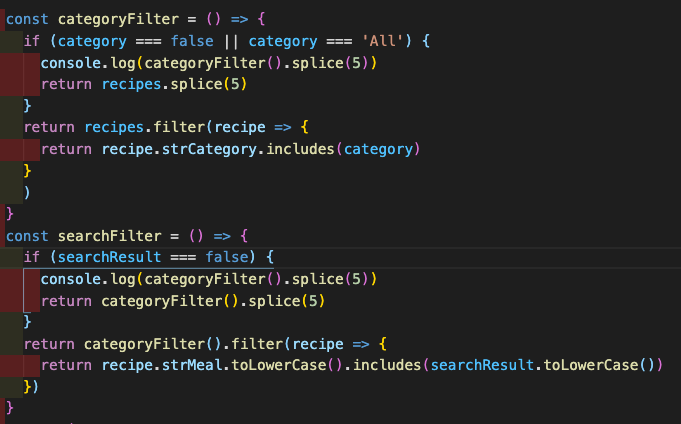 const categoryFilter = () => {
if (category === false || category === 'All') {
console.log(categoryFilter().splice(5))
return recipes.splice(5)
}
return recipes.filter(recipe => {
return recipe.strCategory.includes(category)
}
)
}
const searchFilter = () => {
if (searchResult === false) {
console.log(categoryFilter().splice(5))
return categoryFilter().splice(5)
}
return categoryFilter().filter(recipe => {
return recipe.strMeal.toLowerCase().includes(searchResult.toLowerCase())
})
}